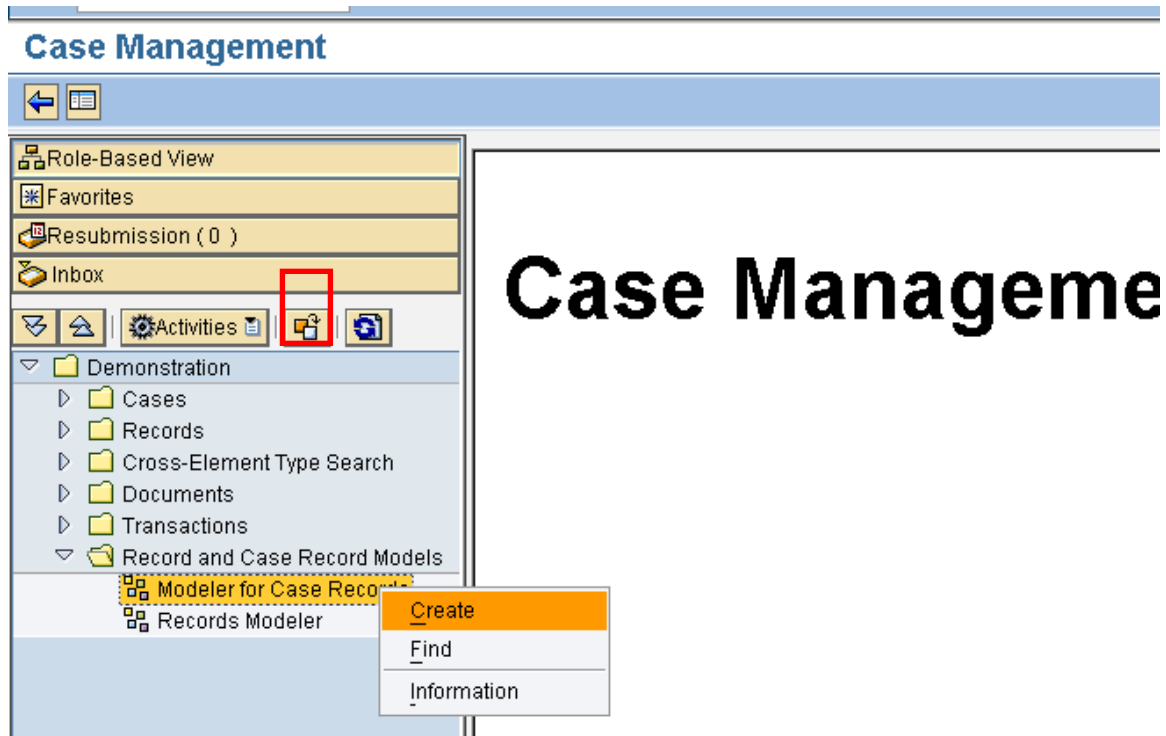 Case Management
Role-Based View
Favorites
Resubmission ( 0 )
Inbox
Activities
Demonstration
Cases
Records
Cross-Element Type Search
Documents
Transactions
Record and Case Record Models
Modeler for Case Records
Records Modeler
Create
Find
Information
Case Manageme